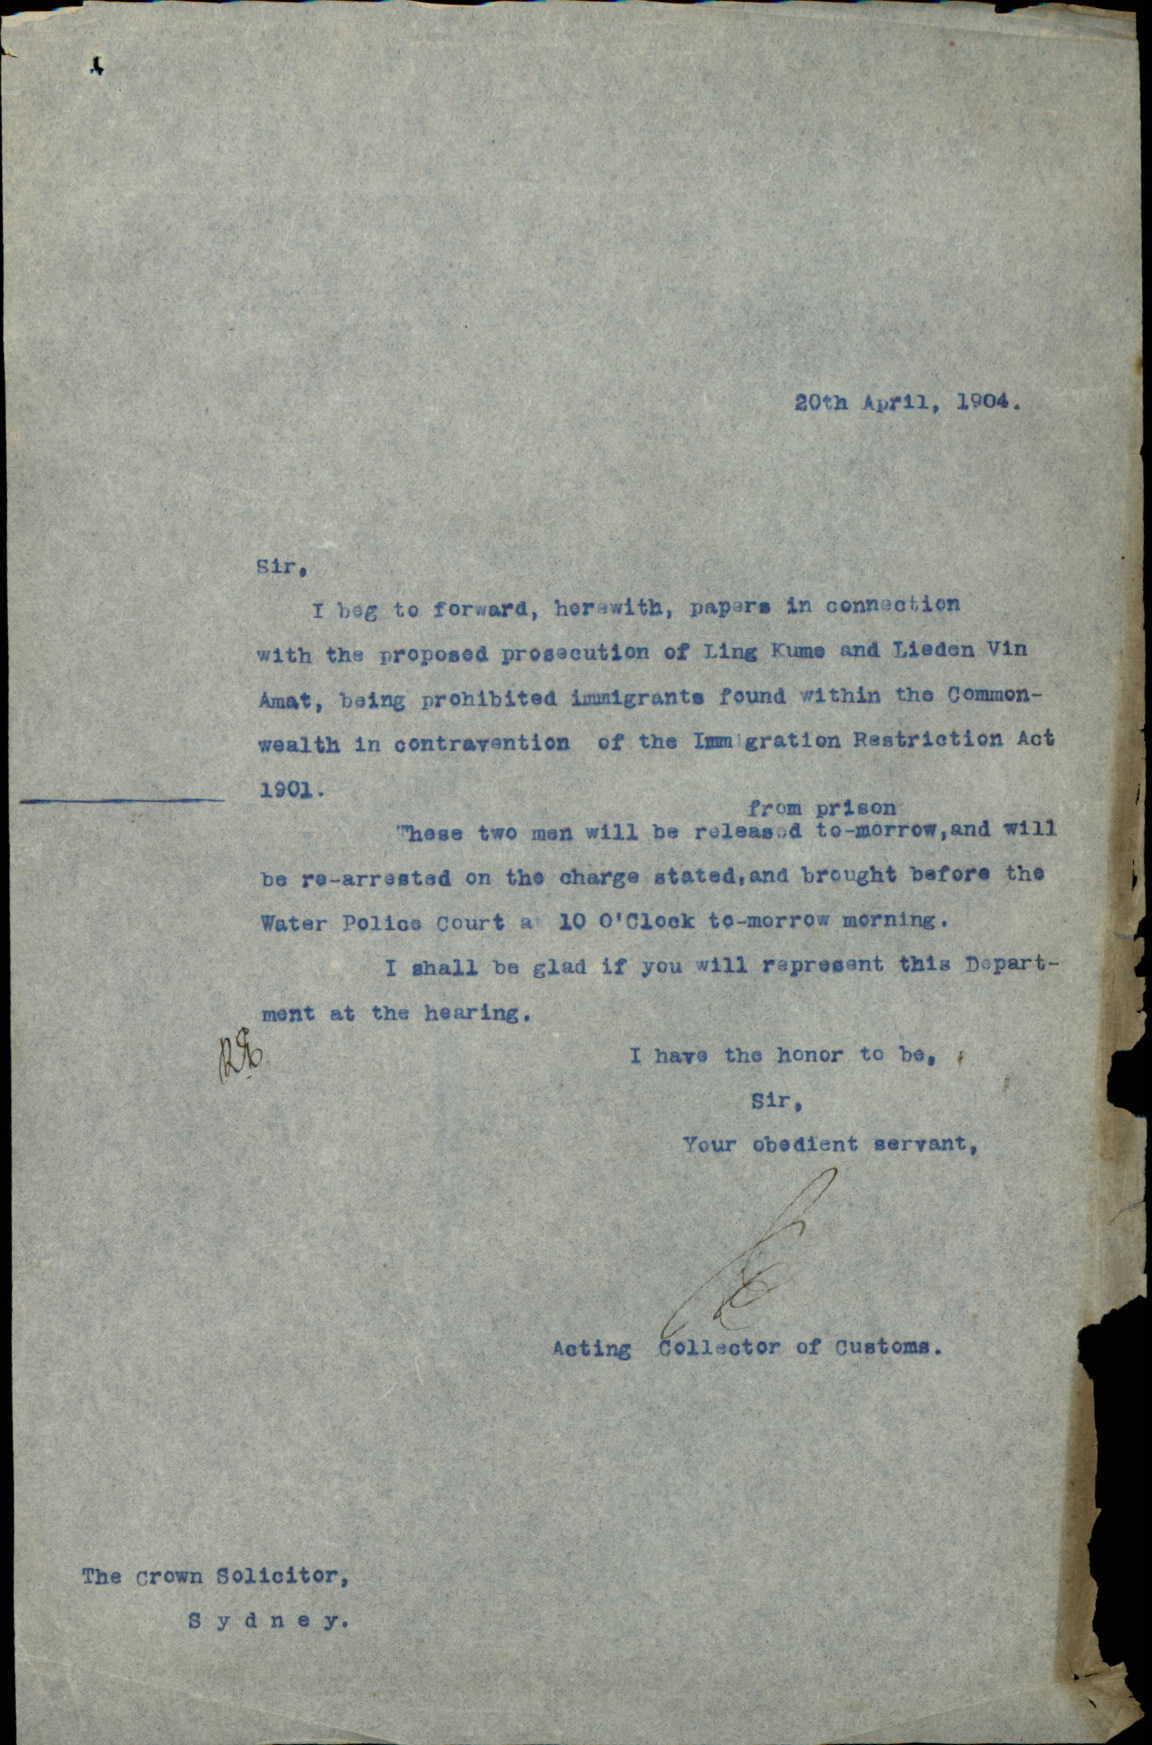 20th April, 1904.
Sir,
I beg to forward, herewith, papers in connection
with the proposed prosecution of Ling Kume and Lieden Vin
Amat, being prohibited immigrants found within the Common-
wealth in contravention of the Immigration Restriction Act
1901.
from prison
These two men will be released to-morrow,and will
be re-arrested on the charge stated,and brought before the
Water Police Court a 10 O'Clock to-morrow morning.
I shall be glad if you will represent this Depart-
ment at the hearing.
I have the honor to be,
Sir,
Your obedient servant,
Acting Collector of Customs.
The Crown Solicitor,
S y d n e y.